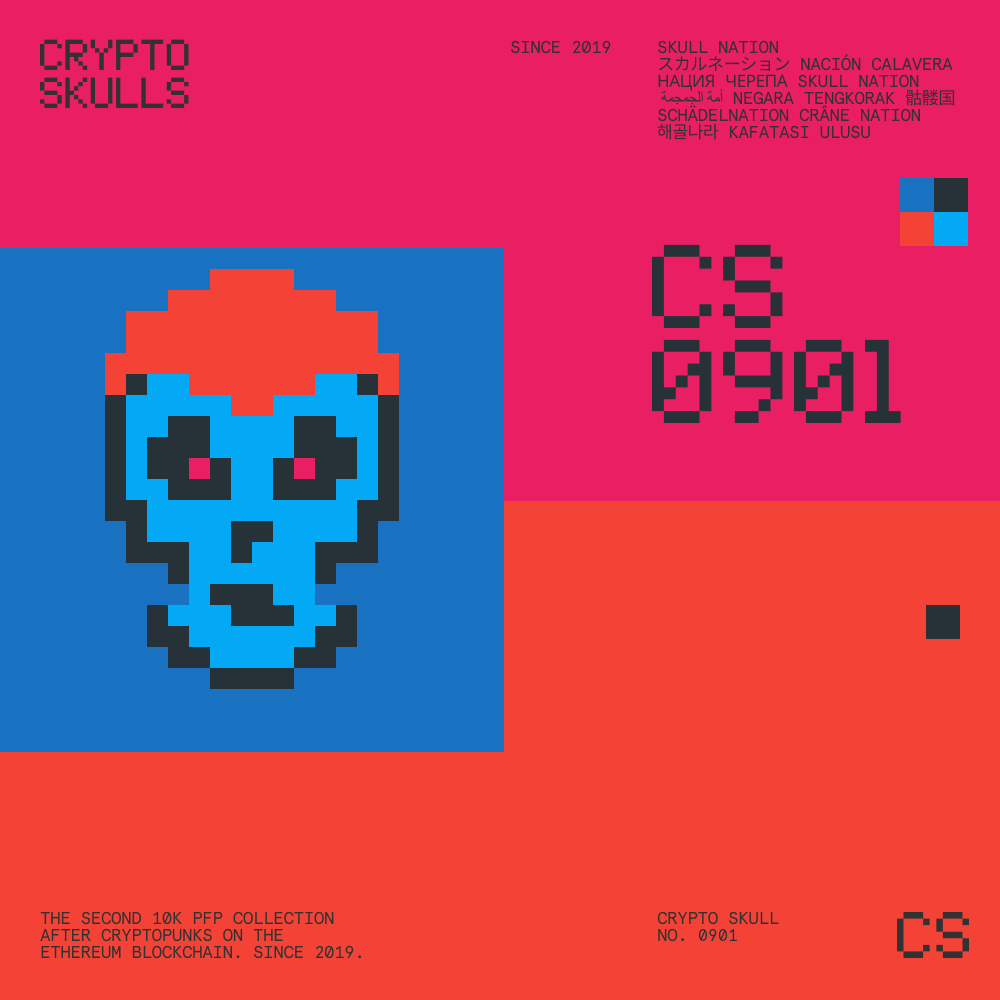 CRYPTO
SKULLS
SINCE 2019
SKULL NATION
スカルネーション NACIÓN CALAVERA
НАЦИЯ ЧЕРЕПА SKULL NATION
أمة الجمجمة NEGARA TENGKORAK 骷髅国
SCHÄDELNATION CRÂNE NATION
해골나라 KAFATASI ULUSU
CS
0901
THE SECOND 10K PFP COLLECTION
AFTER CRYPTOPUNKS ON THE
ETHEREUM BLOCKCHAIN. SINCE 2019.
CRYPTO SKULL
NO. 0901
CS